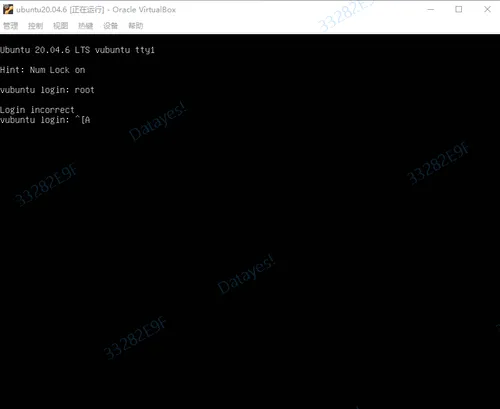 ubuntu20.04.6 [正在运行] - Oracle VirtualBox
管理 控制 视图 热键 设备 帮助
33282E9F
Ubuntu 20.04.6 LTS vubuntu tty1
Hint: Num Lock on
vubuntu login: root
Login incorrect
vubuntu login: ^[A
Datayes!
33282E9F
33282E9F
Datayes!
33282E9F